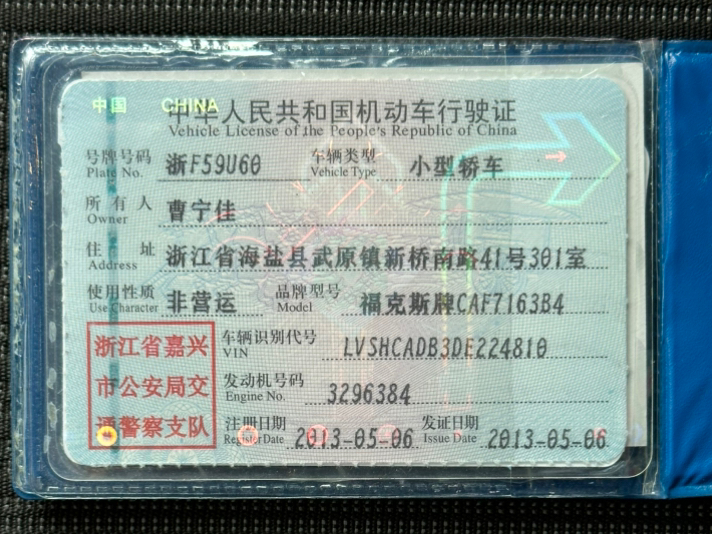 中国 CHINA
中华人民共和国机动车行驶证
Vehicle License of the People's Republic of China
号牌号码 浙F59U60 车辆类型 小型轿车
Plate No. Vehicle Type
所有人 曹宁佳
Owner
住址 浙江省海盐县武原镇新桥南路41号301室
Address
使用性质 非营运 品牌型号 福克斯牌CAF7163B4
Use Character Model
浙江省嘉兴
市公安局交
通警察支队
车辆识别代号 LVSHCADB3DE224810
VIN
发动机号码 3296384
Engine No.
注册日期 2013-05-06 发证日期 2013-05-06
Register Date Issue Date